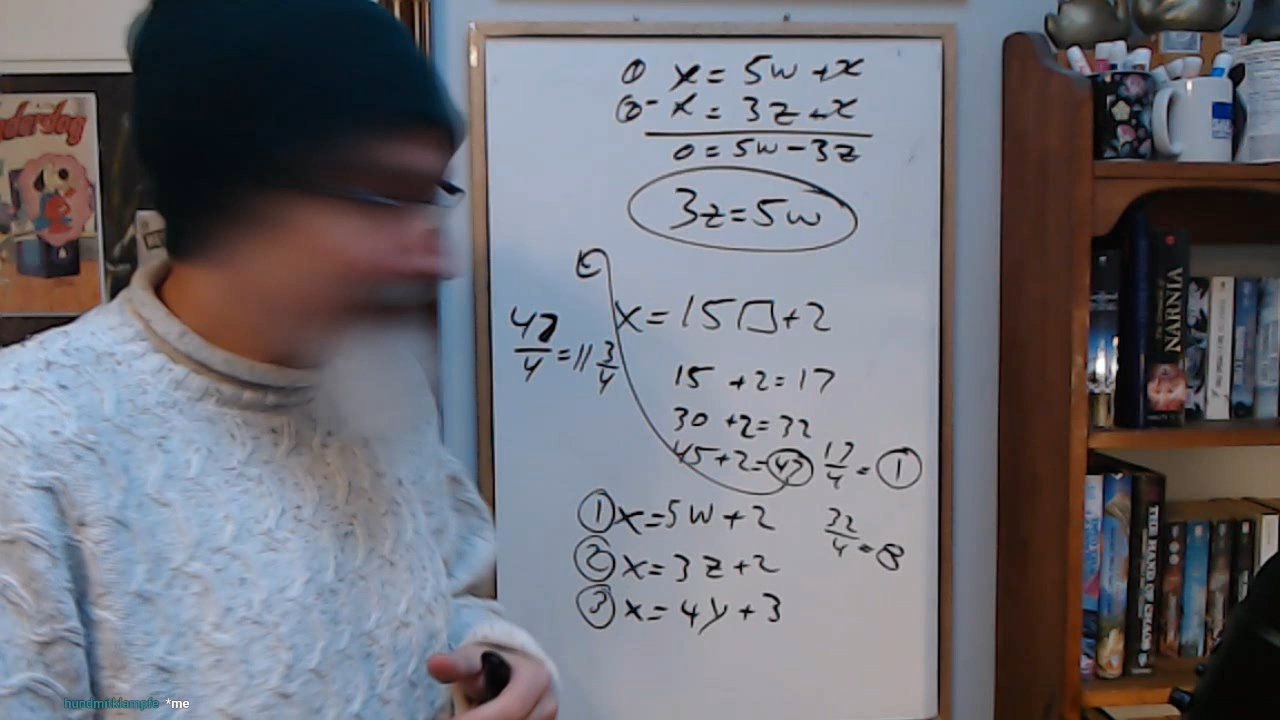 ① x = 5w + x
② - x = 3z + x
0 = 5w - 3z
3z = 5w
x = 15□ + 2
47/4 = 11 3/4
15 + 2 = 17
30 + 2 = 32
45 + 2 = 47
17/4 = 1
① x = 5w + 2
32/4 = 8
② x = 3z + 2
③ x = 4y + 3
NARNIA
hundmitklampfe *me